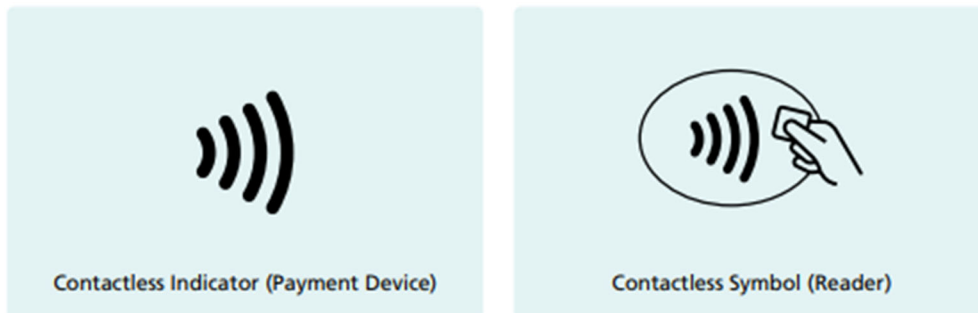 Contactless Indicator (Payment Device)
Contactless Symbol (Reader)